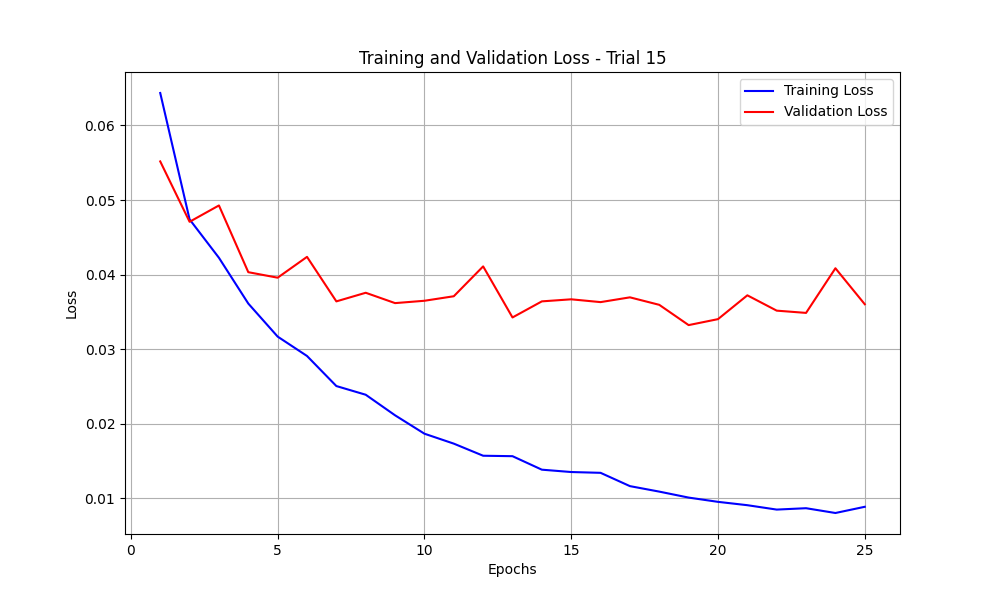 Training and Validation Loss - Trial 15
Training Loss
Validation Loss
0.06
0.05
0.04
0.03
0.02
0.01
Loss
0
5
10
15
20
25
Epochs